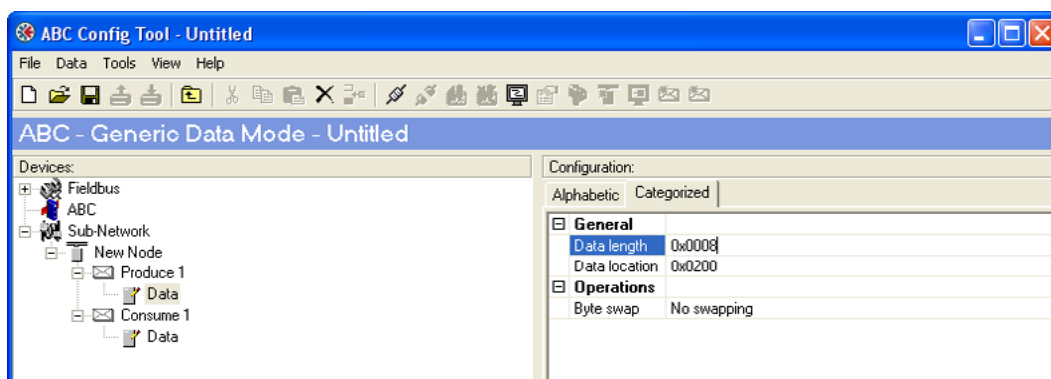 ABC Config Tool - Untitled
File Data Tools View Help
ABC - Generic Data Mode - Untitled
Devices:
Fieldbus
ABC
Sub-Network
New Node
Produce 1
Data
Consume 1
Data
Configuration:
Alphabetic Categorized
General
Data length 0x0008
Data location 0x0200
Operations
Byte swap No swapping